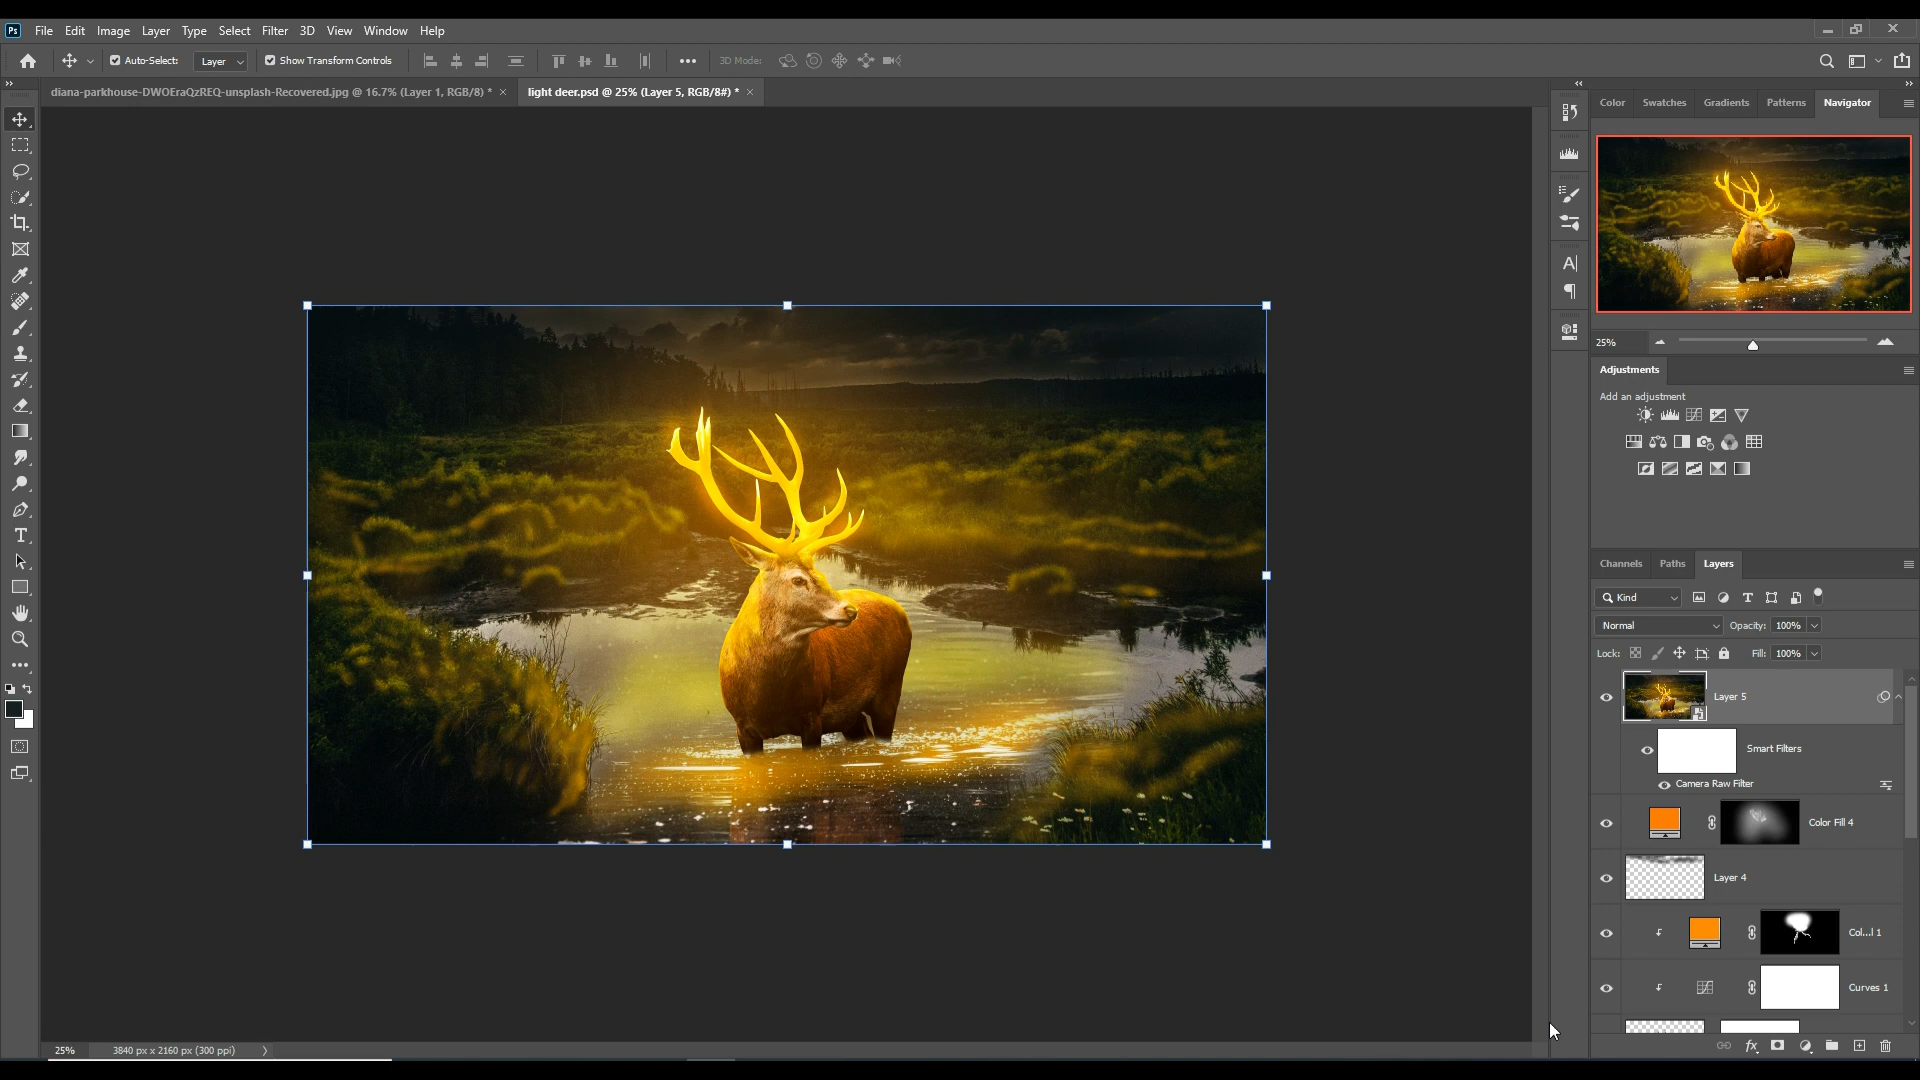 Ps File Edit Image Layer Type Select Filter 3D View Window Help
Auto-Select: Layer Show Transform Controls 3D Mode:
diana-parkhouse-DWOEraQzREQ-unsplash-Recovered.jpg @ 16.7% (Layer 1, RGB/8) * × light deer.psd @ 25% (Layer 5, RGB/8#) * ×
Color Swatches Gradients Patterns Navigator
25%
Adjustments
Add an adjustment
Channels Paths Layers
Kind
Normal Opacity: 100%
Lock: Fill: 100%
Layer 5
Smart Filters
Camera Raw Filter
Color Fill 4
Layer 4
Col...l 1
Curves 1
25% 3840 px x 2160 px (300 ppi)